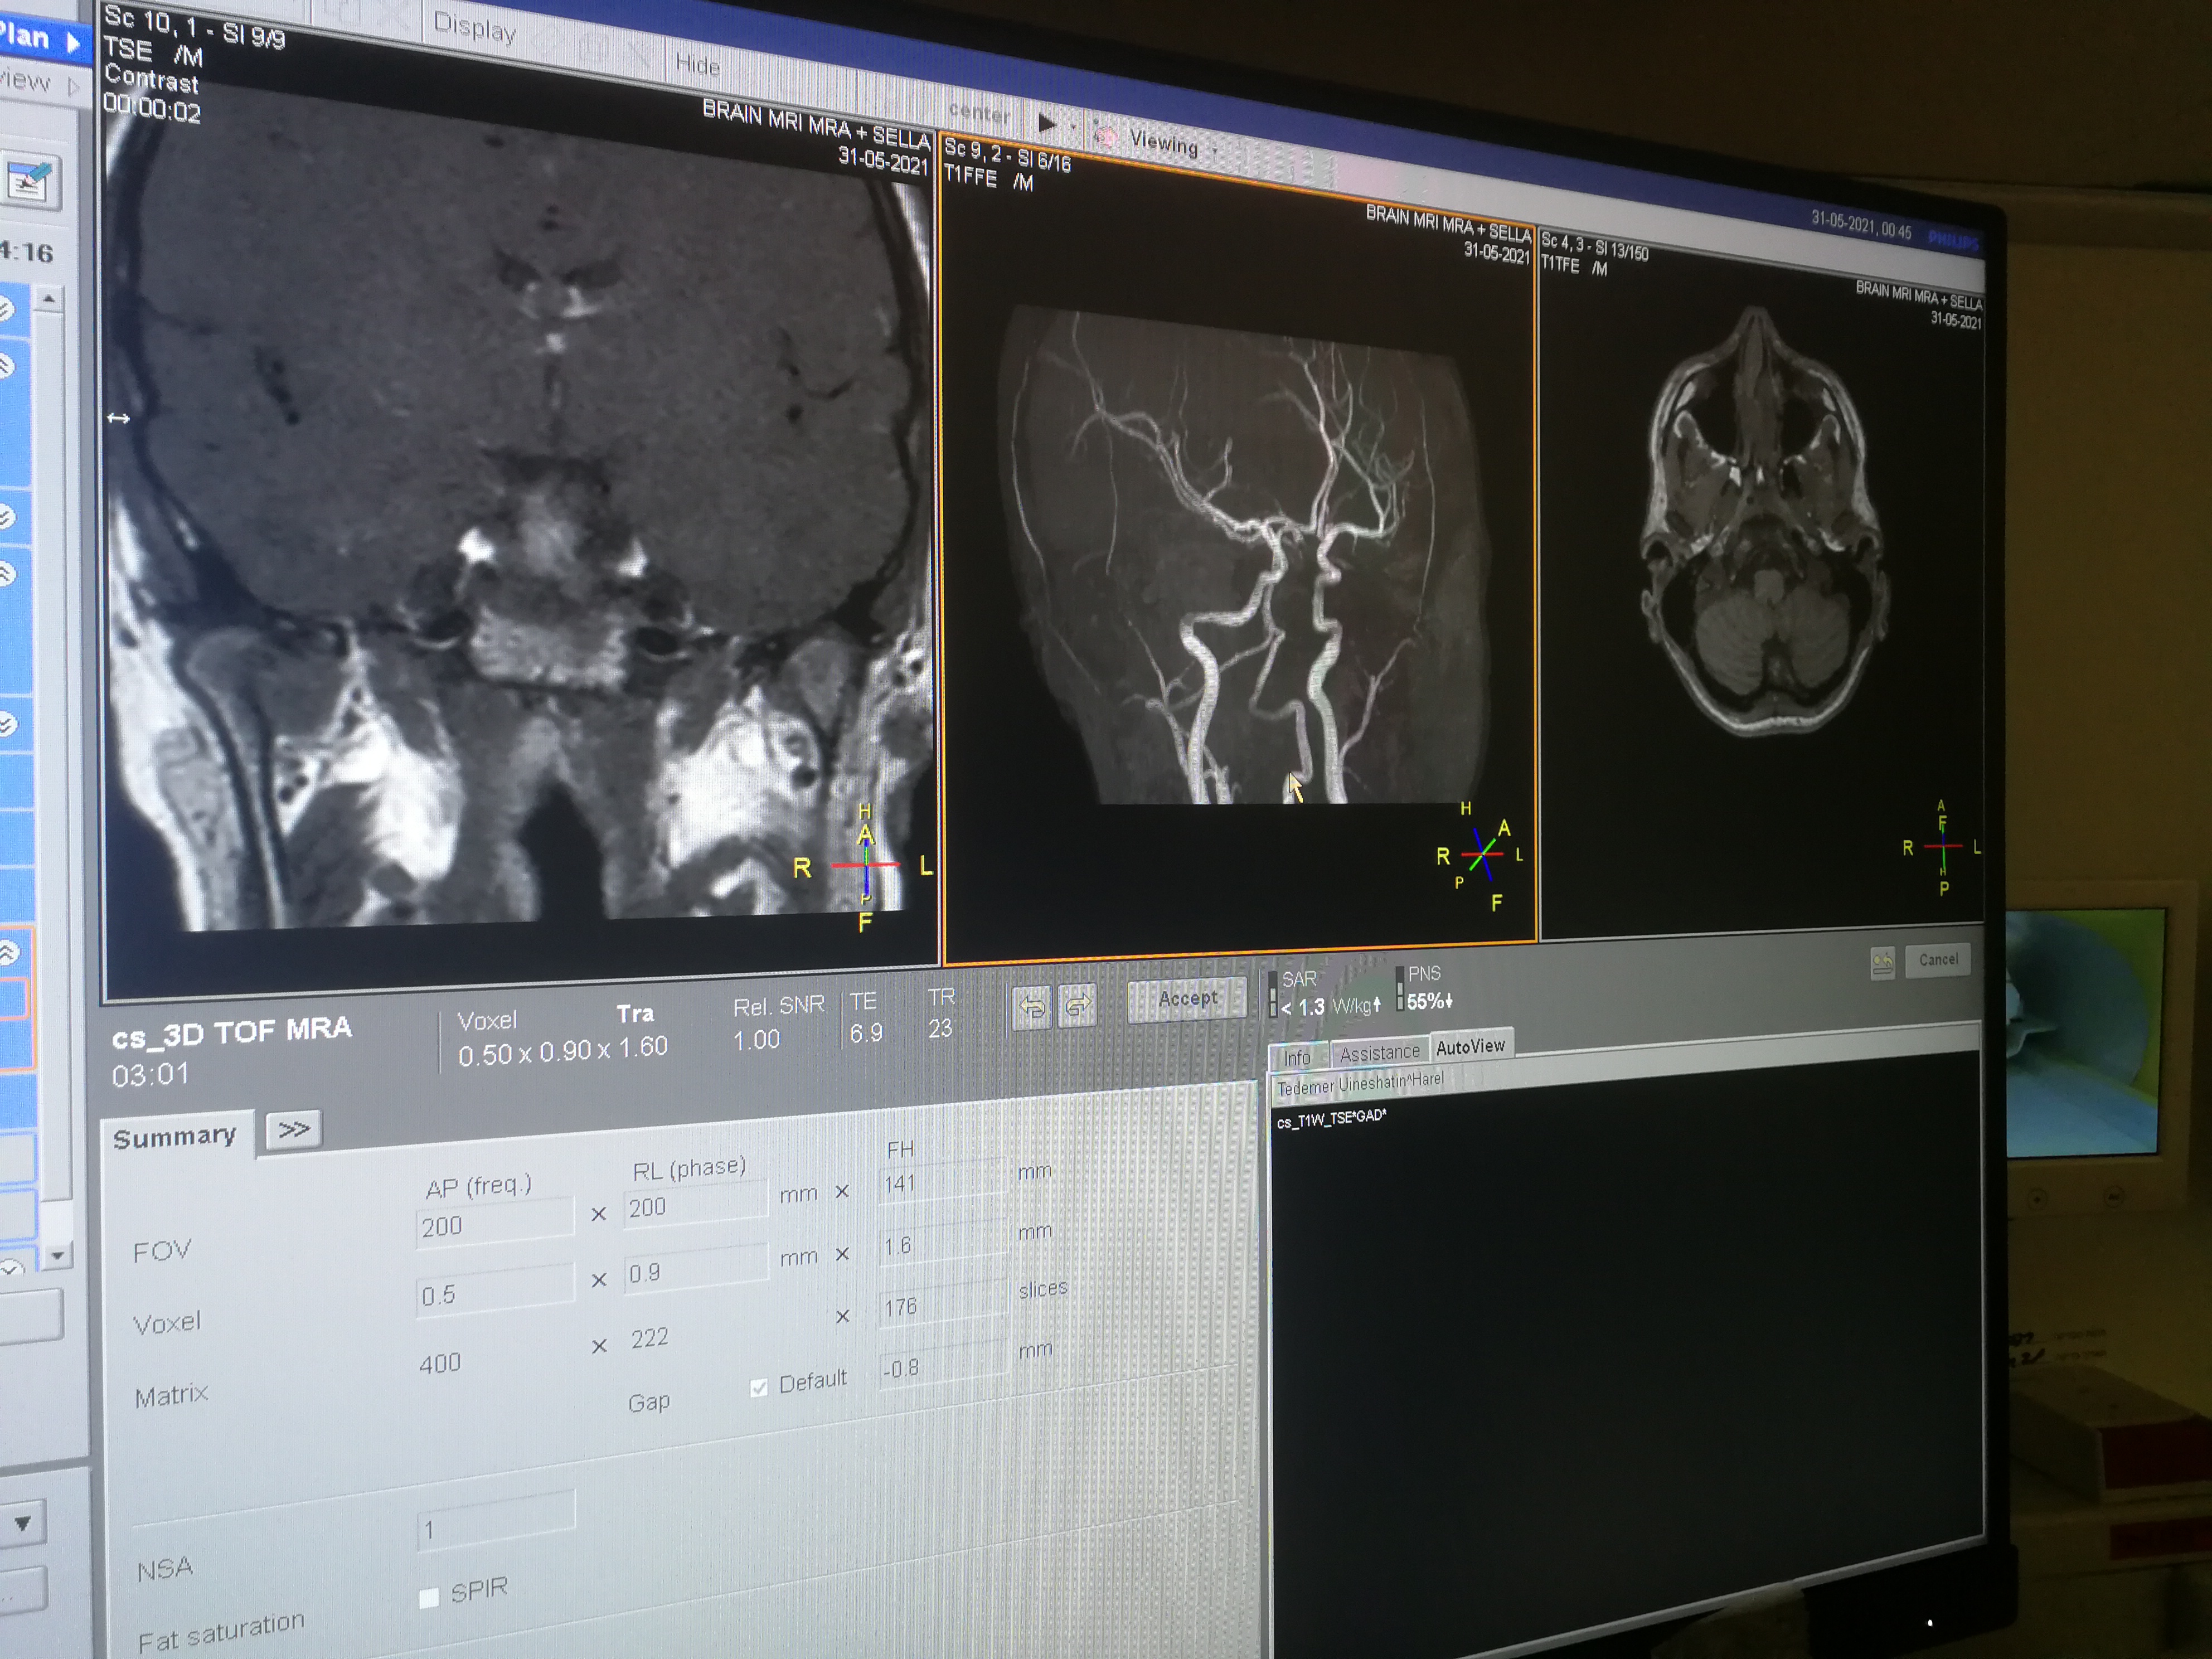 Plan
view
4:16
Display
Hide
center
Viewing
31-05-2021, 00:45
PHILIPS
Sc 10, 1 - Sl 9/9
TSE /M
Contrast
00:00:02
BRAIN MRI MRA + SELLA
31-05-2021
H
A
R
L
P
F
Sc 9, 2 - Sl 6/16
T1FFE /M
BRAIN MRI MRA + SELLA
31-05-2021
H
A
R
L
P
F
Sc 4, 3 - Sl 13/150
T1TFE /M
BRAIN MRI MRA + SELLA
31-05-2021
A
F
R
L
H
P
cs_3D TOF MRA
03:01
Voxel Tra
0.50 x 0.90 x 1.60
Rel. SNR
1.00
TE
6.9
TR
23
Accept
SAR
< 1.3 W/kg
PNS
55%
Cancel
Info
Assistance
AutoView
Tedemer Uineshatin^Harel
cs_T1W_TSE*GAD*
Summary >>
AP (freq.) RL (phase) FH
FOV 200 x 200 mm x 141 mm
Voxel 0.5 x 0.9 mm x 1.6 mm
Matrix 400 x 222 x 176 slices
Gap Default -0.8 mm
NSA 1
Fat saturation SPIR